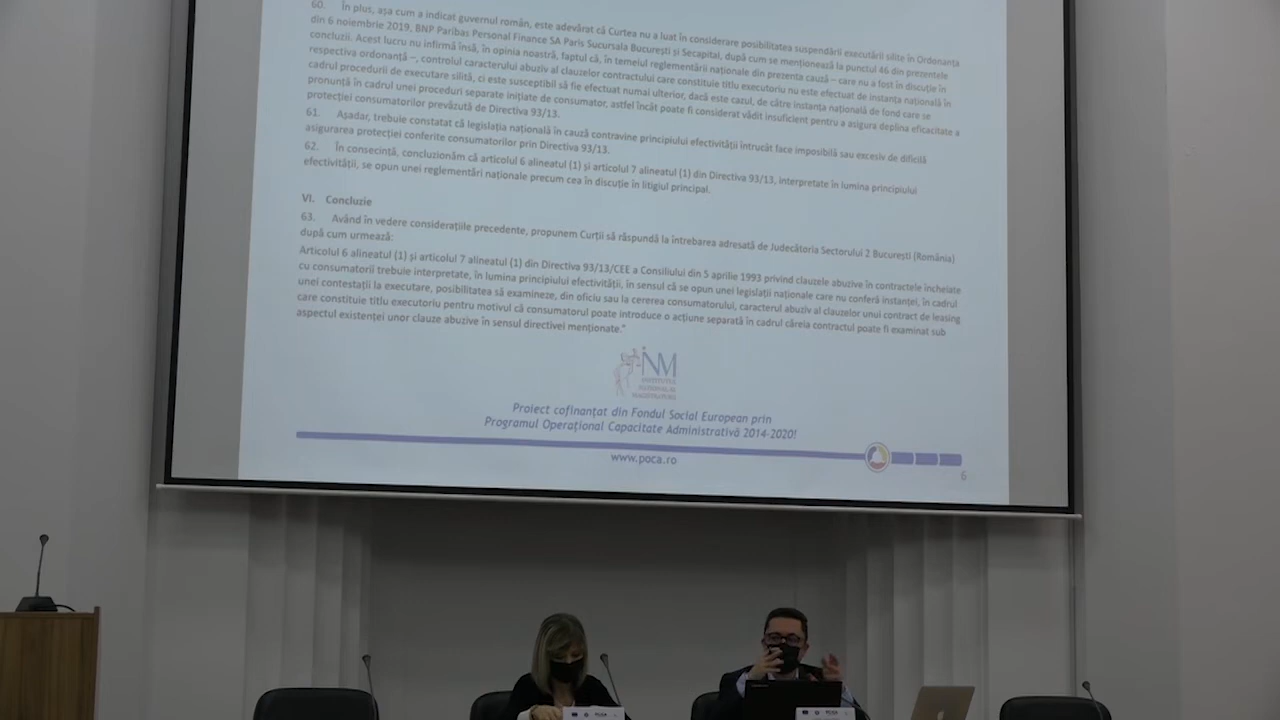 60. În plus, așa cum a indicat guvernul român, este adevărat că Curtea nu a luat în considerare posibilitatea suspendării executării silite în Ordonanța
din 6 noiembrie 2019, BNP Paribas Personal Finance SA Paris Sucursala București și Secapital, după cum se menționează la punctul 46 din prezentele
concluzii. Acest lucru nu infirmă însă, în opinia noastră, faptul că, în temeiul reglementării naționale din prezenta cauză – care nu a fost în discuție în
respectiva ordonanță –, controlul caracterului abuziv al clauzelor contractului care constituie titlu executoriu nu este efectuat de instanța națională în
cadrul procedurii de executare silită, ci este susceptibil să fie efectuat numai ulterior, dacă este cazul, de către instanța națională de fond care se
pronunță în cadrul unei proceduri separate inițiate de consumator, astfel încât poate fi considerat vădit insuficient pentru a asigura deplina eficacitate a
protecției consumatorilor prevăzută de Directiva 93/13.
61. Așadar, trebuie constatat că legislația națională în cauză contravine principiului efectivității întrucât face imposibilă sau excesiv de dificilă
asigurarea protecției conferite consumatorilor prin Directiva 93/13.
62. În consecință, concluzionăm că articolul 6 alineatul (1) și articolul 7 alineatul (1) din Directiva 93/13, interpretate în lumina principiului
efectivității, se opun unei reglementări naționale precum cea în discuție în litigiul principal.
VI. Concluzie
63. Având în vedere considerațiile precedente, propunem Curții să răspundă la întrebarea adresată de Judecătoria Sectorului 2 București (România)
după cum urmează:
Articolul 6 alineatul (1) și articolul 7 alineatul (1) din Directiva 93/13/CEE a Consiliului din 5 aprilie 1993 privind clauzele abuzive în contractele încheiate
cu consumatorii trebuie interpretate, în lumina principiului efectivității, în sensul că se opun unei legislații naționale care nu conferă instanței, în cadrul
unei contestații la executare, posibilitatea să examineze, din oficiu sau la cererea consumatorului, caracterul abuziv al clauzelor unui contract de leasing
care constituie titlu executoriu pentru motivul că consumatorul poate introduce o acțiune separată în cadrul căreia contractul poate fi examinat sub
aspectul existenței unor clauze abuzive în sensul directivei menționate.”
INM
INSTITUTUL
NAȚIONAL AL
MAGISTRATURII
Proiect cofinanțat din Fondul Social European prin
Programul Operațional Capacitate Administrativă 2014-2020!
www.poca.ro
6